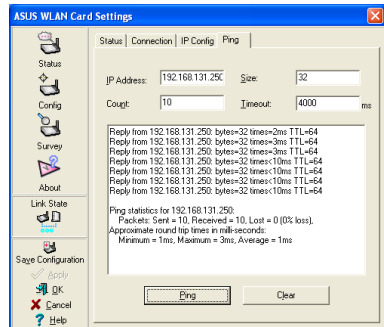 ASUS WLAN Card Settings
Status
Config
Survey
About
Link State
Save Configuration
Apply
OK
Cancel
Help
Status Connection IP Config Ping
IP Address: 192.168.131.250 Size: 32
Count: 10 Timeout: 4000 ms
Reply from 192.168.131.250: bytes=32 times=2ms TTL=64
Reply from 192.168.131.250: bytes=32 times=3ms TTL=64
Reply from 192.168.131.250: bytes=32 times=3ms TTL=64
Reply from 192.168.131.250: bytes=32 times<10ms TTL=64
Reply from 192.168.131.250: bytes=32 times<10ms TTL=64
Reply from 192.168.131.250: bytes=32 times<10ms TTL=64
Reply from 192.168.131.250: bytes=32 times<10ms TTL=64
Ping statistics for 192.168.131.250:
Packets: Sent = 10, Received = 10, Lost = 0 (0% loss),
Approximate round trip times in milli-seconds:
Minimum = 1ms, Maximum = 3ms, Average = 1ms
Ping Clear